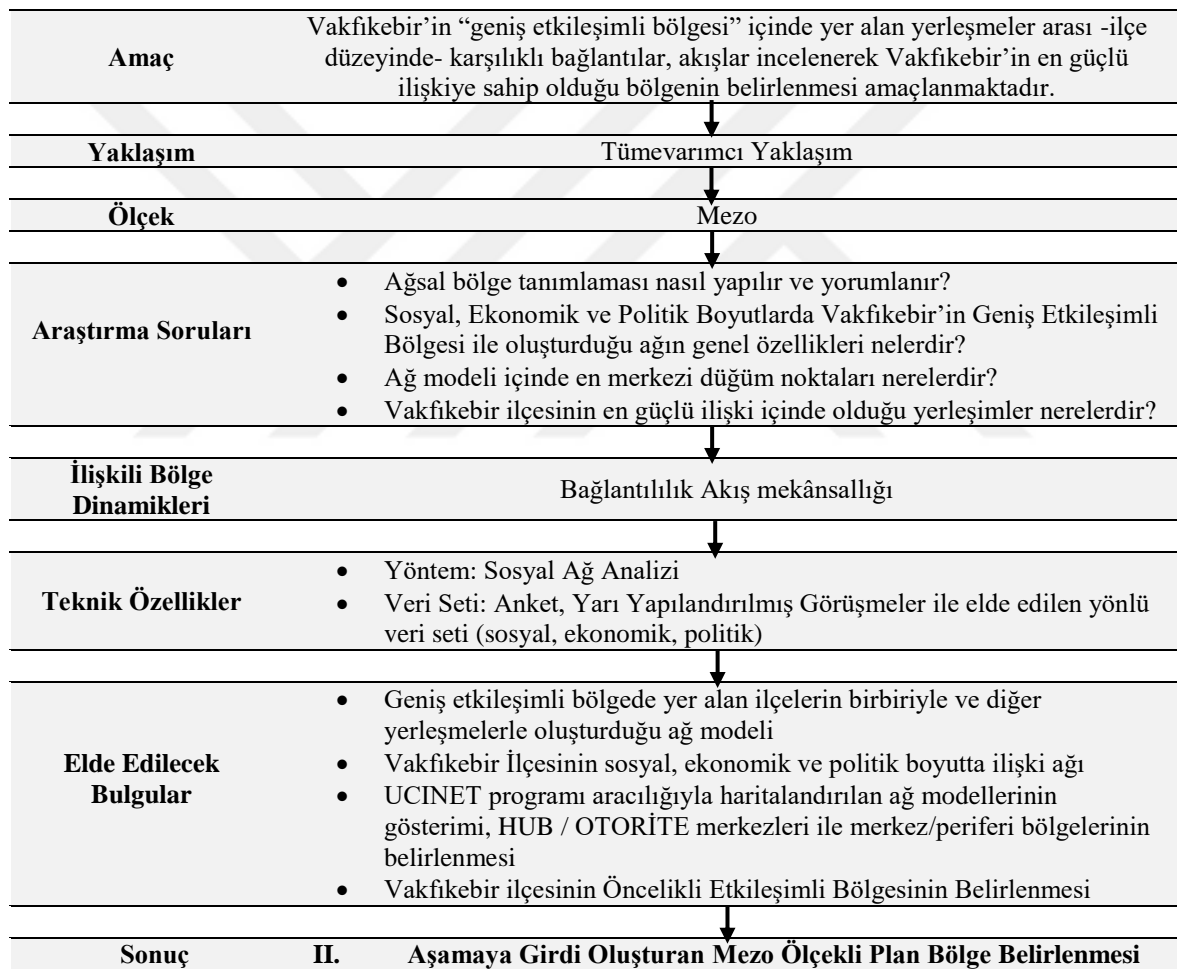 Vakfıkebir’in “geniş etkileşimli bölgesi” içinde yer alan yerleşmeler arası -ilçe
Amaç
düzeyinde- karşılıklı bağlantılar, akışlar incelenerek Vakfıkebir’in en güçlü
ilişkiye sahip olduğu bölgenin belirlenmesi amaçlanmaktadır.
Yaklaşım
Tümevarımcı Yaklaşım
Ölçek
Mezo
Araştırma Soruları
• Ağsal bölge tanımlaması nasıl yapılır ve yorumlanır?
• Sosyal, Ekonomik ve Politik Boyutlarda Vakfıkebir’in Geniş Etkileşimli
Bölgesi ile oluşturduğu ağın genel özellikleri nelerdir?
• Ağ modeli içinde en merkezi düğüm noktaları nerelerdir?
• Vakfıkebir ilçesinin en güçlü ilişki içinde olduğu yerleşimler nerelerdir?
İlişkili Bölge
Dinamikleri
Bağlantılılık Akış mekânsallığı
Teknik Özellikler
• Yöntem: Sosyal Ağ Analizi
• Veri Seti: Anket, Yarı Yapılandırılmış Görüşmeler ile elde edilen yönlü
veri seti (sosyal, ekonomik, politik)
Elde Edilecek
Bulgular
• Geniş etkileşimli bölgede yer alan ilçelerin birbiriyle ve diğer
yerleşmelerle oluşturduğu ağ modeli
• Vakfıkebir İlçesinin sosyal, ekonomik ve politik boyutta ilişki ağı
• UCINET programı aracılığıyla haritalandırılan ağ modellerinin
gösterimi, HUB / OTORİTE merkezleri ile merkez/periferi bölgelerinin
belirlenmesi
• Vakfıkebir ilçesinin Öncelikli Etkileşimli Bölgesinin Belirlenmesi
Sonuç
II. Aşamaya Girdi Oluşturan Mezo Ölçekli Plan Bölge Belirlenmesi